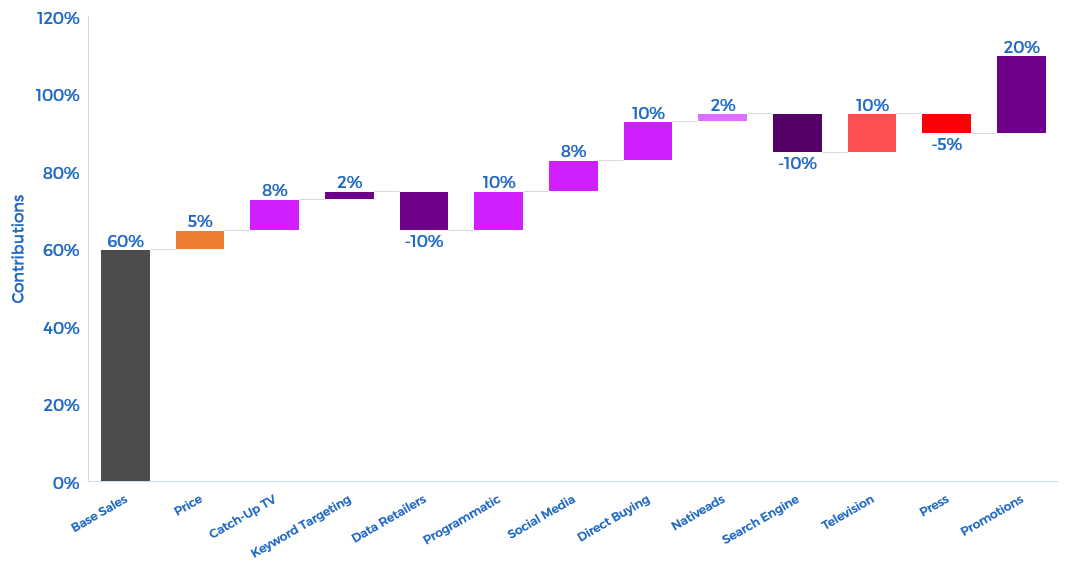 120%
100%
80%
60%
40%
20%
0%
Contributions
60%
5%
8%
2%
-10%
10%
8%
10%
2%
-10%
10%
-5%
20%
Base Sales
Price
Catch-Up TV
Keyword Targeting
Data Retailers
Programmatic
Social Media
Direct Buying
Nativeads
Search Engine
Television
Press
Promotions